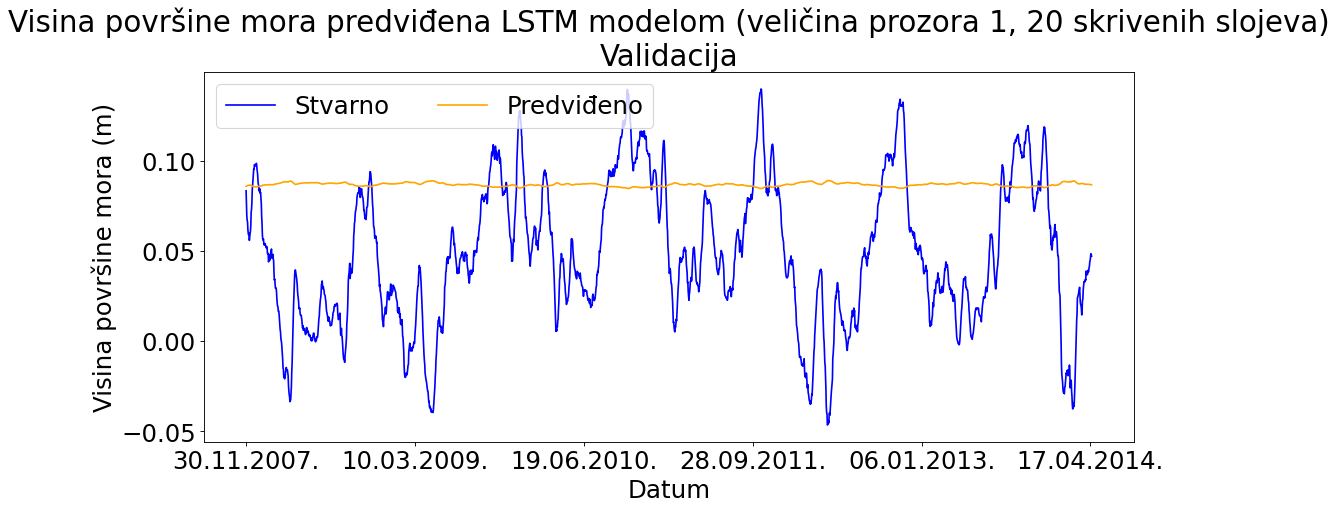 Visina površine mora predviđena LSTM modelom (veličina prozora 1, 20 skrivenih slojeva)
Validacija
Stvarno Predviđeno
Visina površine mora (m)
0.10
0.05
0.00
−0.05
30.11.2007. 10.03.2009. 19.06.2010. 28.09.2011. 06.01.2013. 17.04.2014.
Datum